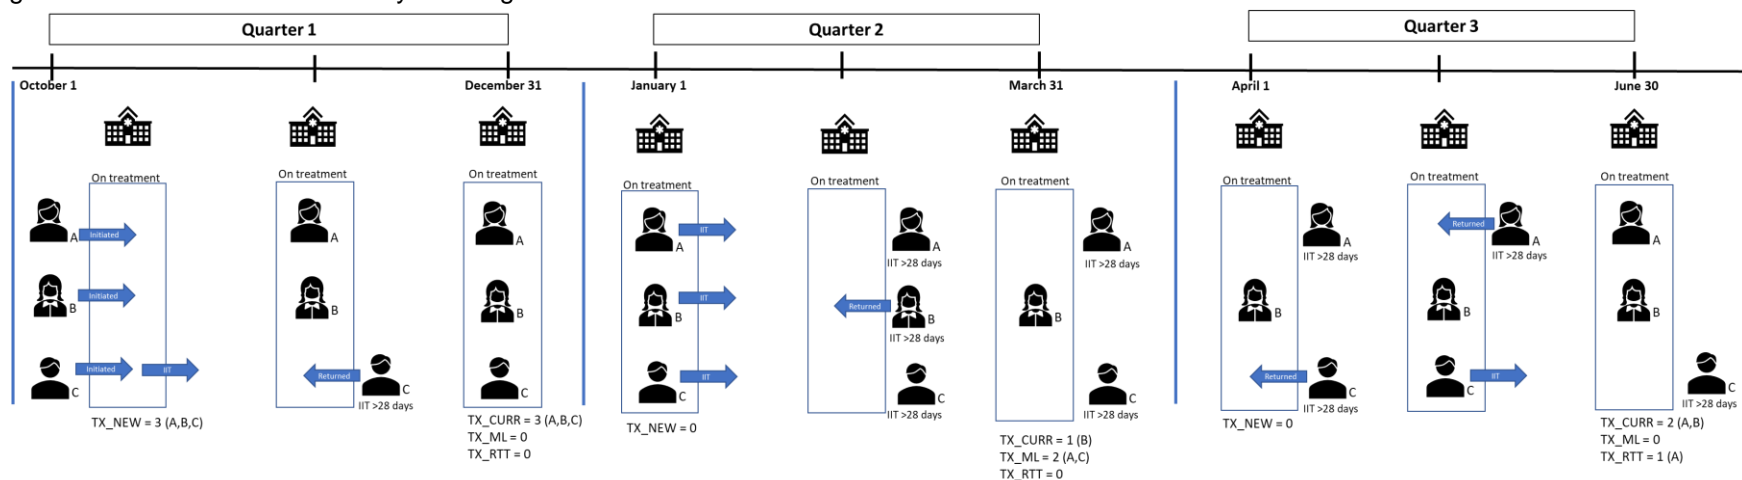 Quarter 1
Quarter 2
Quarter 3
October 1
December 31
January 1
March 31
April 1
June 30
On treatment
On treatment
On treatment
On treatment
On treatment
On treatment
On treatment
On treatment
On treatment
A
Initiated
A
A
A
IIT
A
IIT >28 days
A
IIT >28 days
A
IIT >28 days
Returned
A
IIT >28 days
A
B
Initiated
B
B
B
IIT
Returned
B
IIT >28 days
B
B
B
B
C
Initiated
IIT
Returned
C
IIT >28 days
C
C
IIT
C
IIT >28 days
C
IIT >28 days
Returned
C
IIT >28 days
C
IIT
C
IIT >28 days
TX_NEW = 3 (A,B,C)
TX_CURR = 3 (A,B,C)
TX_ML = 0
TX_RTT = 0
TX_NEW = 0
TX_CURR = 1 (B)
TX_ML = 2 (A,C)
TX_RTT = 0
TX_NEW = 0
TX_CURR = 2 (A,B)
TX_ML = 0
TX_RTT = 1 (A)